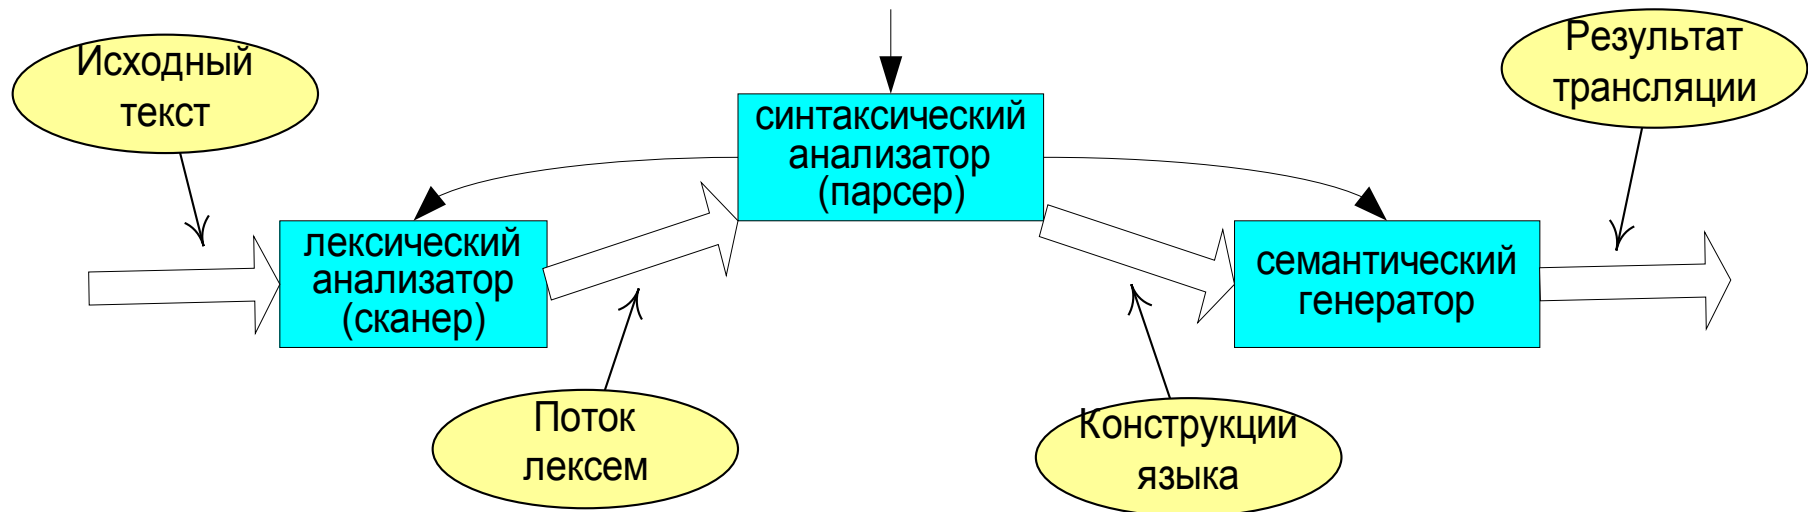 Исходный
текст
синтаксический
анализатор
(парсер)
Результат
трансляции
лексический
анализатор
(сканер)
семантический
генератор
Поток
лексем
Конструкции
языка